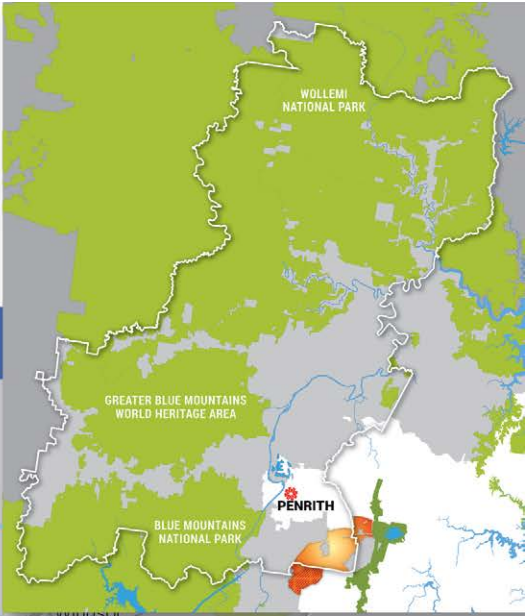 WOLLEMI
NATIONAL PARK
GREATER BLUE MOUNTAINS
WORLD HERITAGE AREA
PENRITH
BLUE MOUNTAINS
NATIONAL PARK